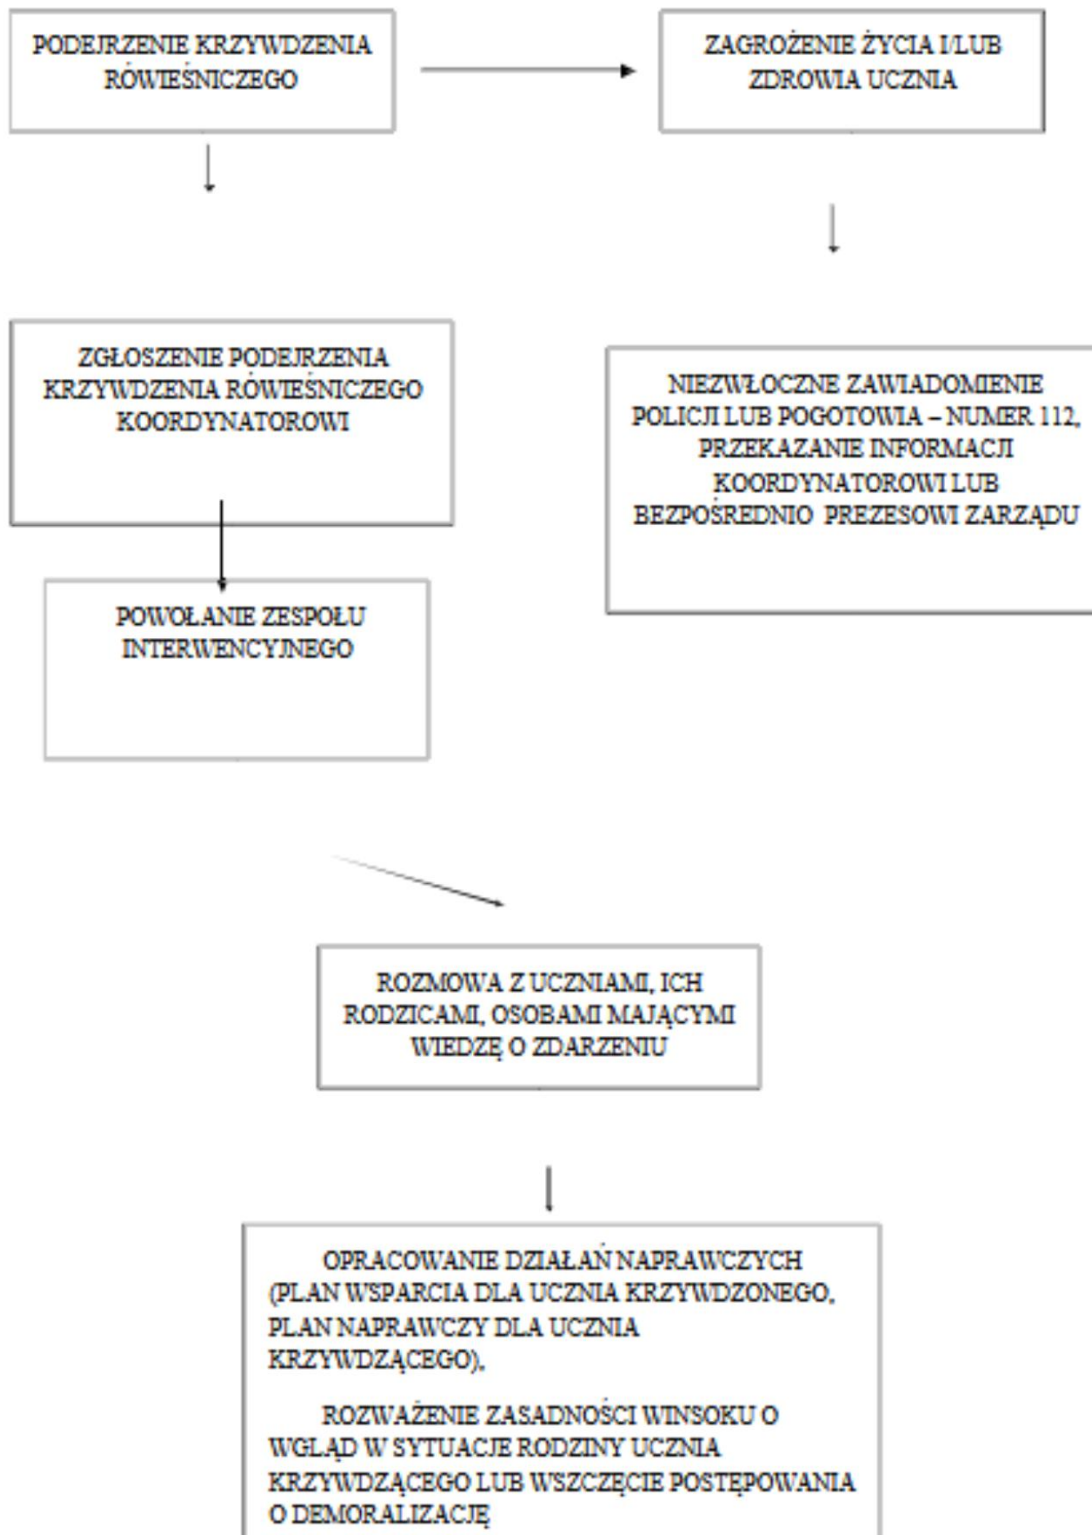 PODEJRZENIE KRZYWDZENIA
RÓWIEŚNICZEGO
ZAGROŻENIE ŻYCIA I/LUB
ZDROWIA UCZNIA
ZGŁOSZENIE PODEJRZENIA
KRZYWDZENIA RÓWIEŚNICZEGO
KOORDYNATOROWI
NIEZWŁOCZNE ZAWIADOMIENIE
POLICJI LUB POGOTOWIA – NUMER 112,
PRZEKAZANIE INFORMACJI
KOORDYNATOROWI LUB
BEZPOŚREDNIO PREZESOWI ZARZĄDU
POWOŁANIE ZESPOŁU
INTERWENCYJNEGO
ROZMOWA Z UCZNIAMI, ICH
RODZICAMI, OSOBAMI MAJĄCYMI
WIEDZĘ O ZDARZENIU
OPRACOWANIE DZIAŁAŃ NAPRAWCZYCH
(PLAN WSPARCIA DLA UCZNIA KRZYWDZONEGO,
PLAN NAPRAWCZY DLA UCZNIA
KRZYWDZĄCEGO),
ROZWAŻENIE ZASADNOŚCI WINSOKU O
WGLĄD W SYTUACJE RODZINY UCZNIA
KRZYWDZĄCEGO LUB WSZCZĘCIE POSTĘPOWANIA
O DEMORALIZACJĘ